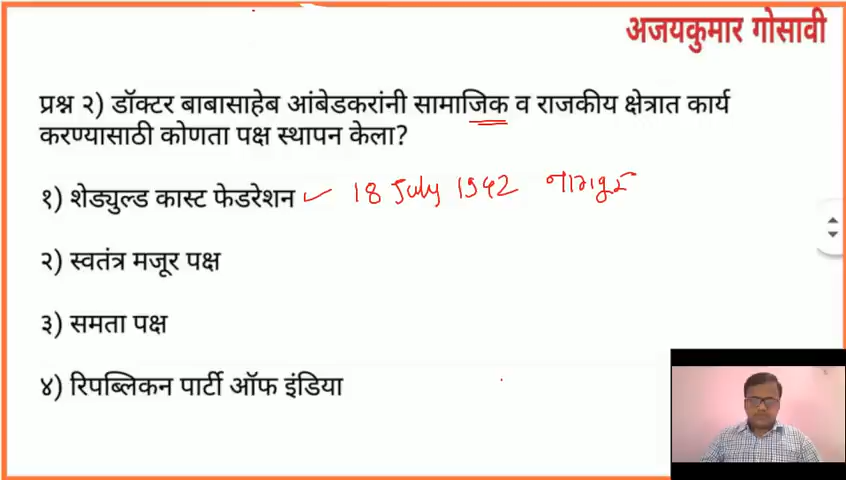 अजयकुमार गोसावी
प्रश्न २) डॉक्टर बाबासाहेब आंबेडकरांनी सामाजिक व राजकीय क्षेत्रात कार्य
करण्यासाठी कोणता पक्ष स्थापन केला?
१) शेड्युल्ड कास्ट फेडरेशन ✓ 18 July 1942
२) स्वतंत्र मजूर पक्ष
३) समता पक्ष
४) रिपब्लिकन पार्टी ऑफ इंडिया